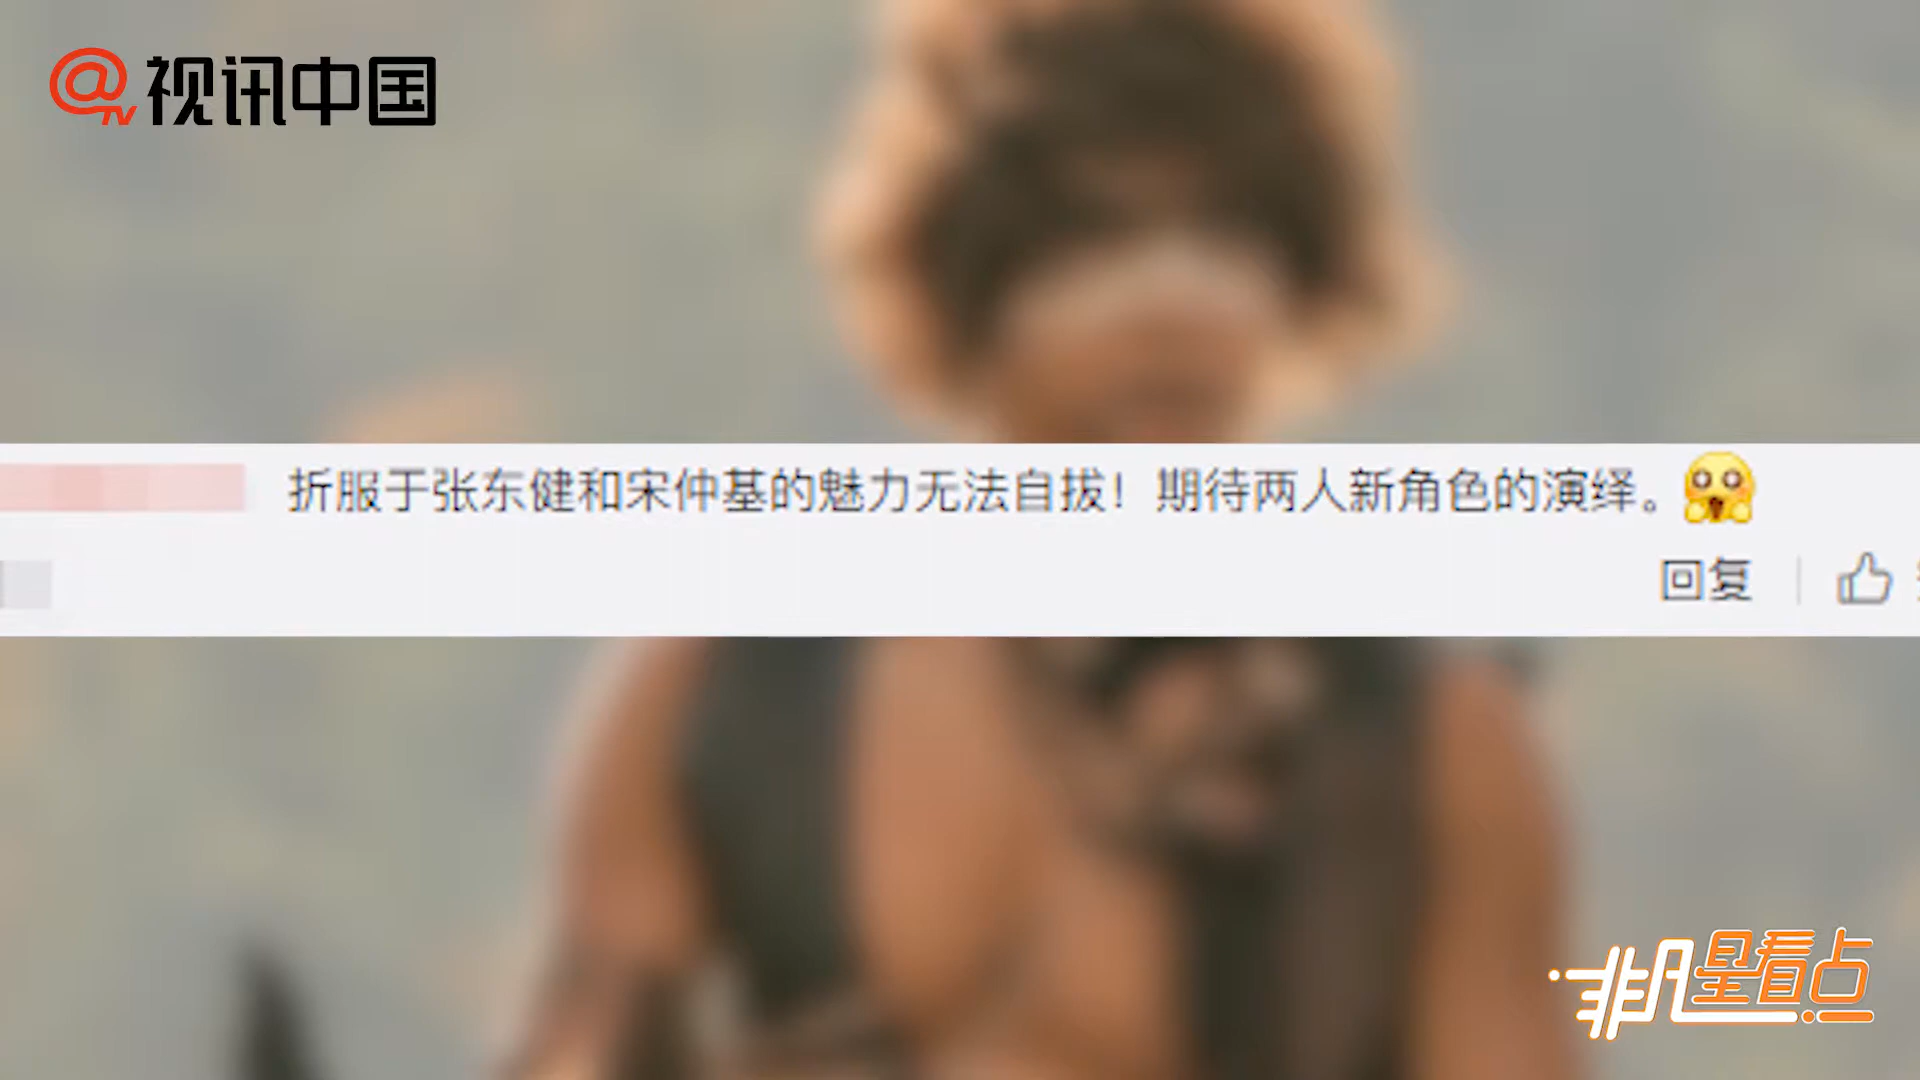 @TV 视讯中国
折服于张东健和宋仲基的魅力无法自拔！期待两人新角色的演绎。
回复
非凡星看点